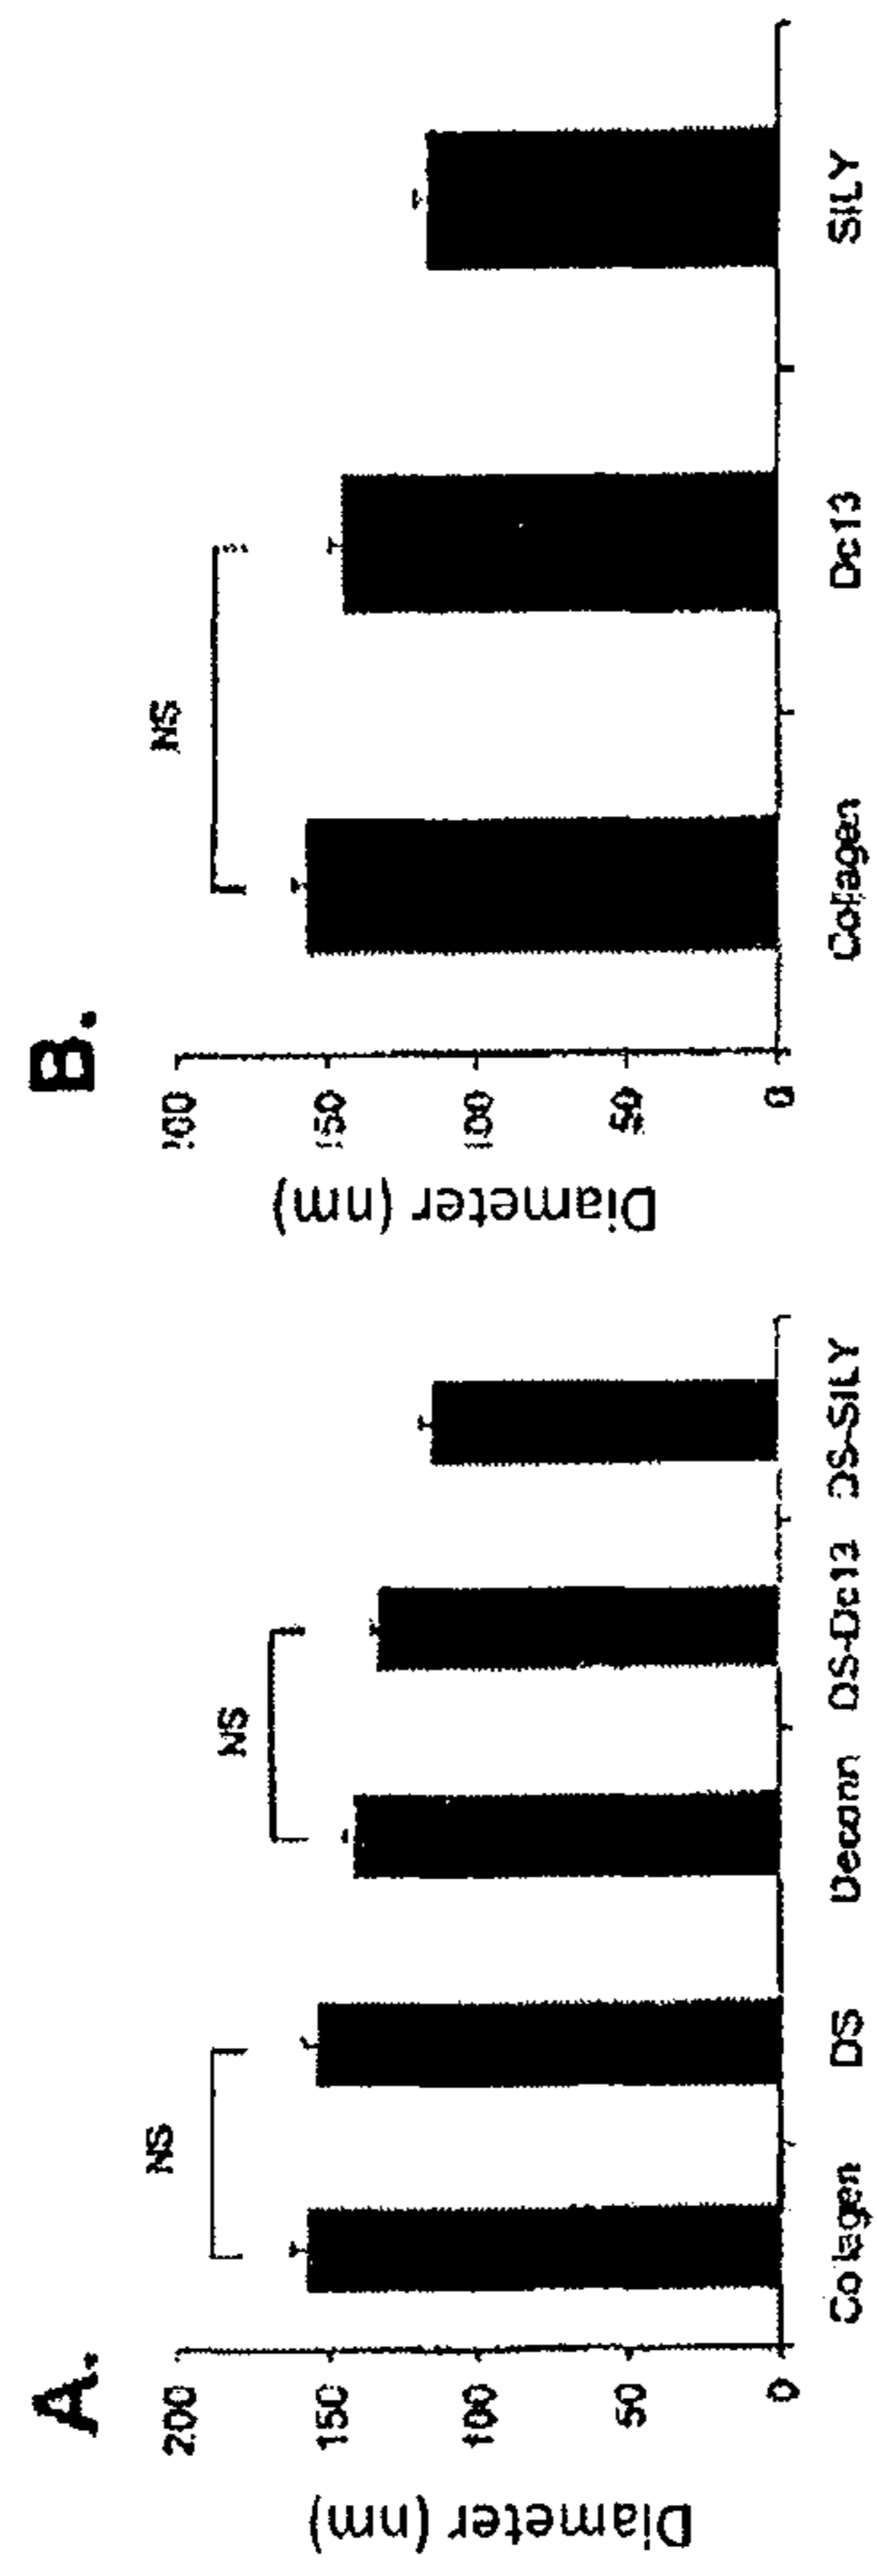 A.
Diameter (nm)
200
150
100
50
0
NS
NS
Collagen
DS
Decorin
DS-Dc13
DS-SILY
B.
Diameter (nm)
200
150
100
50
0
NS
Collagen
Dc13
SILY